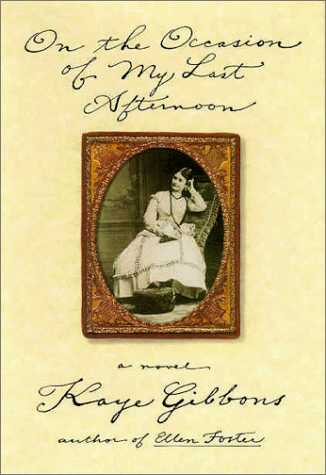 On the Occasion
of My Last
Afternoon
a novel
Kaye Gibbons
author of Ellen Foster